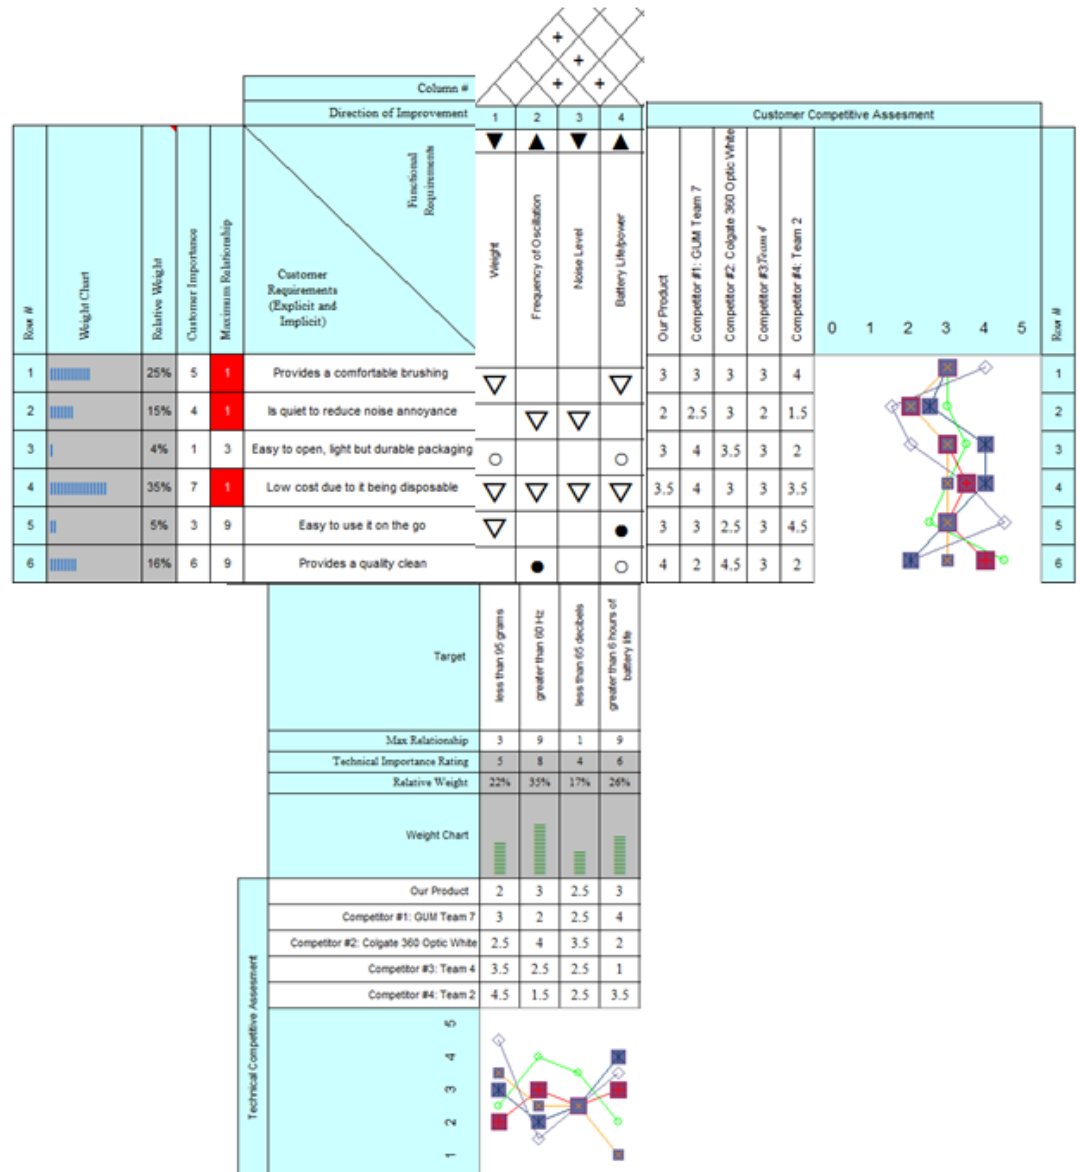 +
+
+ +
Column #
Direction of Improvement
1 2 3 4
▼ ▲ ▼ ▲
Customer Competitive Assesment
Row #
Weight Chart
Relative Weight
Customer Importance
Maximum Relationship
Customer
Requirements
(Explicit and
Implicit)
Functional
Requirements
Weight
Frequency of Oscillation
Noise Level
Battery Life/power
Our Product
Competitor #1: GUM Team 7
Competitor #2: Colgate 360 Optic White
Competitor #3:Team 4
Competitor #4: Team 2
0 1 2 3 4 5
Row #
1 25% 5 1 Provides a comfortable brushing ▽ ▽ 3 3 3 3 4 1
2 15% 4 1 Is quiet to reduce noise annoyance ▽ ▽ 2 2.5 3 2 1.5 2
3 4% 1 3 Easy to open, light but durable packaging ○ ○ 3 4 3.5 3 2 3
4 35% 7 1 Low cost due to it being disposable ▽ ▽ ▽ ▽ 3.5 4 3 3 3.5 4
5 5% 3 9 Easy to use it on the go ▽ ● 3 3 2.5 3 4.5 5
6 16% 6 9 Provides a quality clean ● ○ 4 2 4.5 3 2 6
Target
less than 95 grams
greater than 60 Hz
less than 65 decibels
greater than 6 hours of
battery life
Max Relationship 3 9 1 9
Technical Importance Rating 5 8 4 6
Relative Weight 22% 35% 17% 26%
Weight Chart
Technical Competitive Assesment
Our Product 2 3 2.5 3
Competitor #1: GUM Team 7 3 2 2.5 4
Competitor #2: Colgate 360 Optic White 2.5 4 3.5 2
Competitor #3: Team 4 3.5 2.5 2.5 1
Competitor #4: Team 2 4.5 1.5 2.5 3.5
5
4
3
2
1